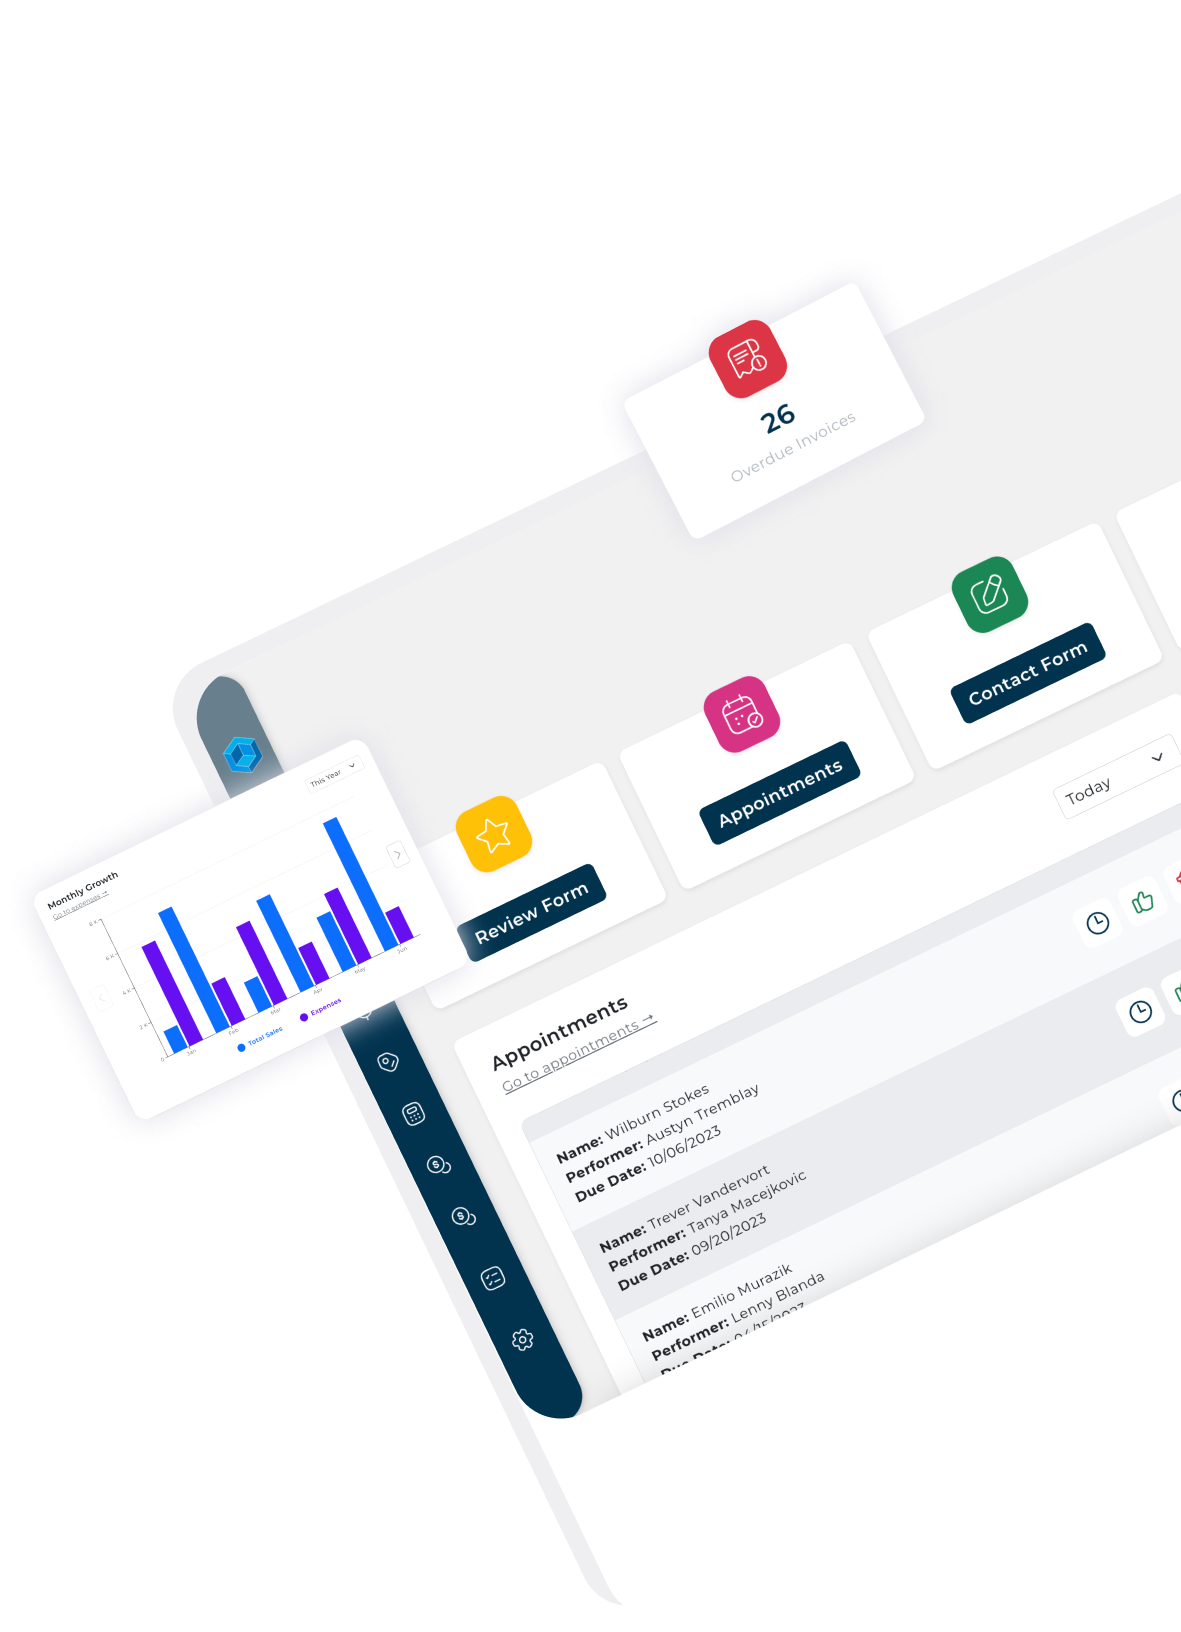 26
Overdue Invoices
Contact Form
Appointments
Review Form
This Year
Monthly Growth
Go to expenses →
8 K
6 K
4 K
2 K
0
Jan
Feb
Mar
Apr
May
Jun
Total Sales
Expenses
Today
Appointments
Go to appointments →
Name: Wilburn Stokes
Performer: Austyn Tremblay
Due Date: 10/06/2023
Name: Trever Vandervort
Performer: Tanya Macejkovic
Due Date: 09/20/2023
Name: Emilio Murazik
Performer: Lenny Blanda
Due Date: